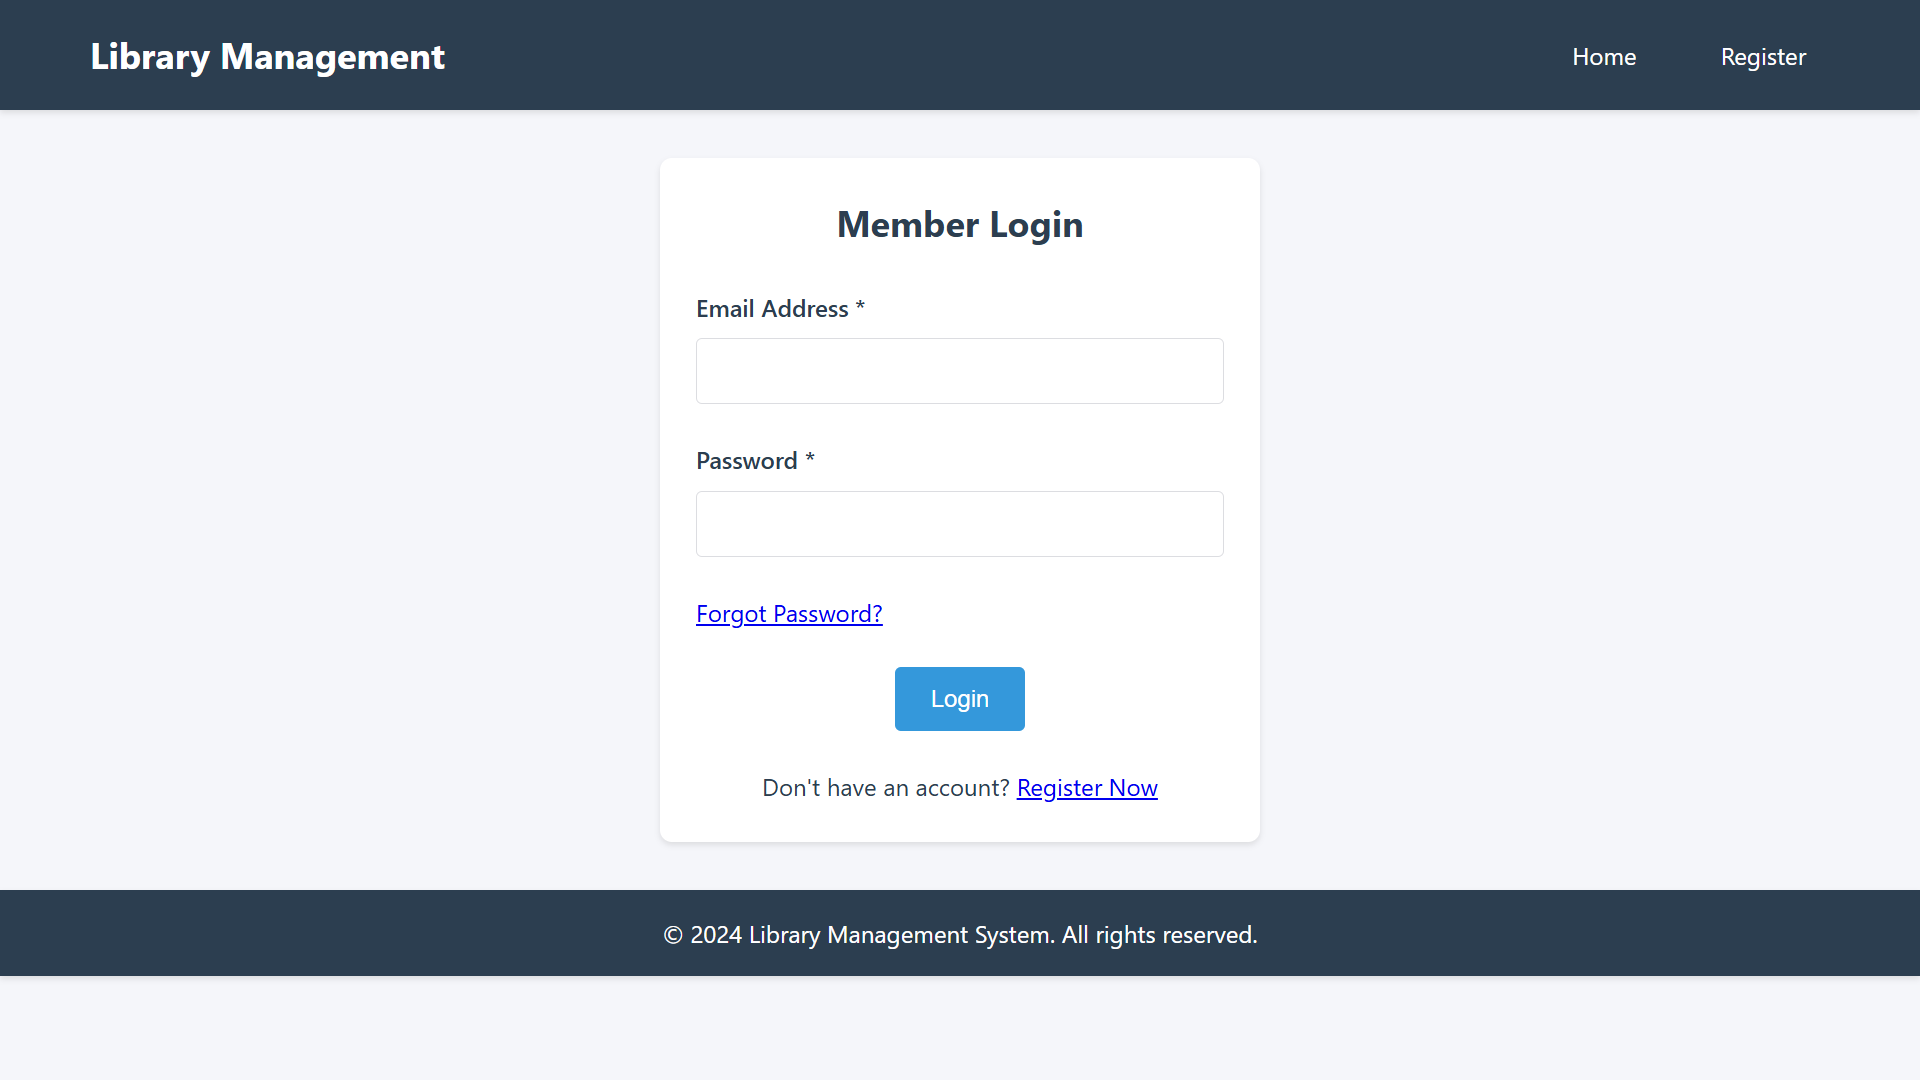 Library Management
Home
Register
Member Login
Email Address *
Password *
Forgot Password?
Login
Don't have an account? Register Now
© 2024 Library Management System. All rights reserved.